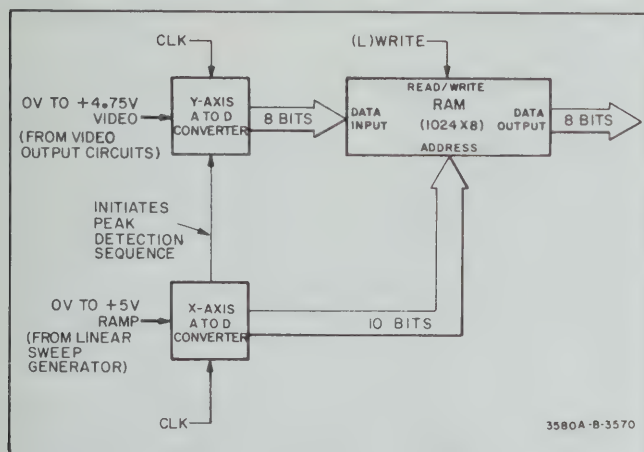 CLK
(L)WRITE
0V TO +4.75V
VIDEO
(FROM VIDEO
OUTPUT CIRCUITS)
Y-AXIS
A TO D
CONVERTER
8 BITS
READ/WRITE
RAM
(1024 X 8)
DATA
INPUT
DATA
OUTPUT
ADDRESS
8 BITS
INITIATES
PEAK
DETECTION
SEQUENCE
0V TO +5V
RAMP
(FROM LINEAR
SWEEP
GENERATOR)
X-AXIS
A TO D
CONVERTER
10 BITS
CLK
3580A-B-3570